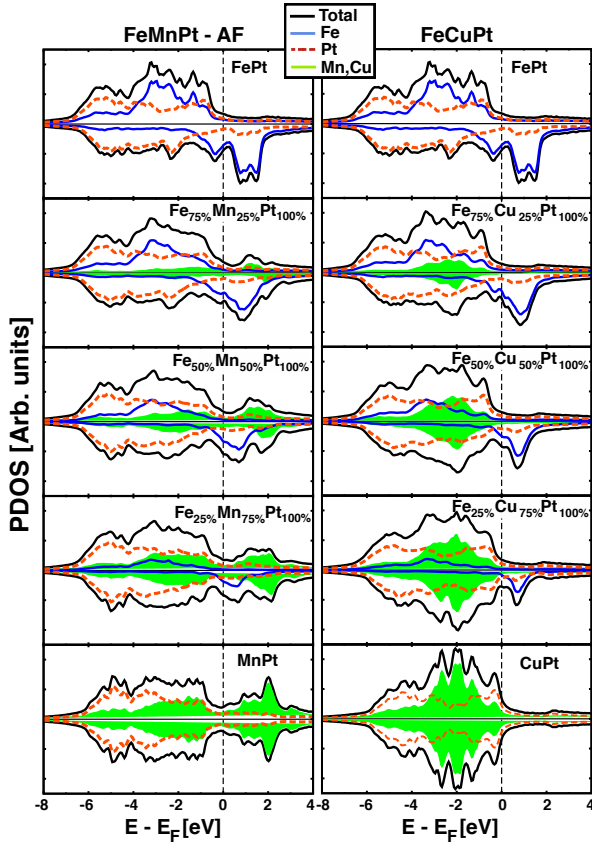 FeMnPt - AF
Total
Fe
Pt
Mn,Cu
FeCuPt
FePt
FePt
Fe75%Mn25%Pt100%
Fe75%Cu25%Pt100%
Fe50%Mn50%Pt100%
Fe50%Cu50%Pt100%
Fe25%Mn75%Pt100%
Fe25%Cu75%Pt100%
MnPt
CuPt
PDOS [Arb. units]
-8 -6 -4 -2 0 2 4
-8 -6 -4 -2 0 2 4
E - EF [eV]
E - EF [eV]